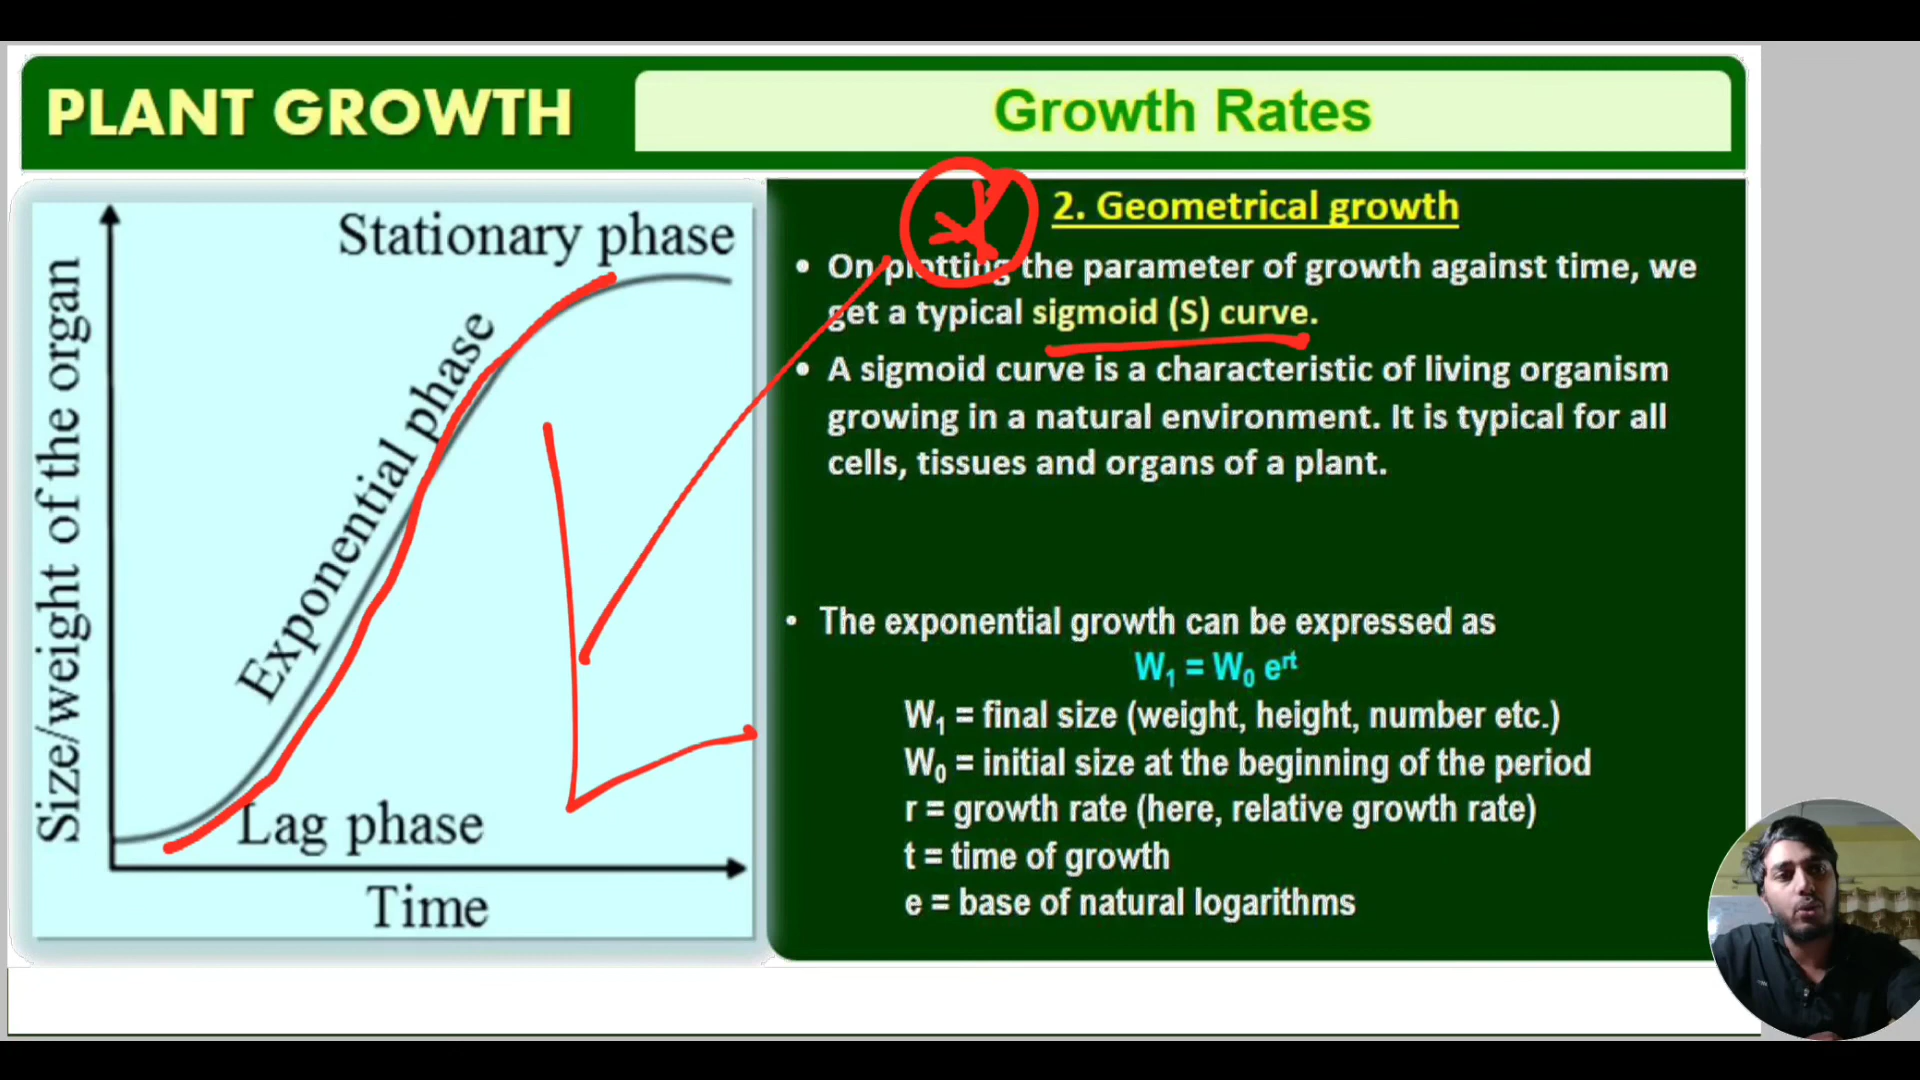 PLANT GROWTH
Growth Rates
Stationary phase
Exponential phase
Lag phase
Size/weight of the organ
Time
2. Geometrical growth
• On plotting the parameter of growth against time, we
get a typical sigmoid (S) curve.
• A sigmoid curve is a characteristic of living organism
growing in a natural environment. It is typical for all
cells, tissues and organs of a plant.
• The exponential growth can be expressed as
W₁ = W₀ eʳᵗ
W₁ = final size (weight, height, number etc.)
W₀ = initial size at the beginning of the period
r = growth rate (here, relative growth rate)
t = time of growth
e = base of natural logarithms